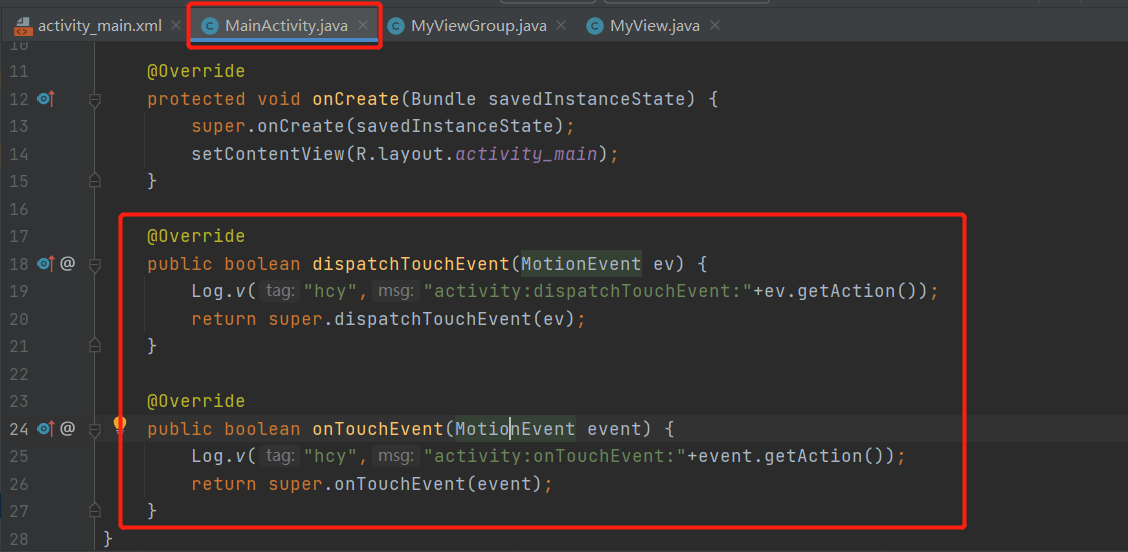 activity_main.xml MainActivity.java MyViewGroup.java MyView.java
10
11 @Override
12 protected void onCreate(Bundle savedInstanceState) {
13 super.onCreate(savedInstanceState);
14 setContentView(R.layout.activity_main);
15 }
16
17 @Override
18 @ public boolean dispatchTouchEvent(MotionEvent ev) {
19 Log.v( tag: "hcy", msg: "activity:dispatchTouchEvent:"+ev.getAction());
20 return super.dispatchTouchEvent(ev);
21 }
22
23 @Override
24 @ public boolean onTouchEvent(MotionEvent event) {
25 Log.v( tag: "hcy", msg: "activity:onTouchEvent:"+event.getAction());
26 return super.onTouchEvent(event);
27 }
28 }